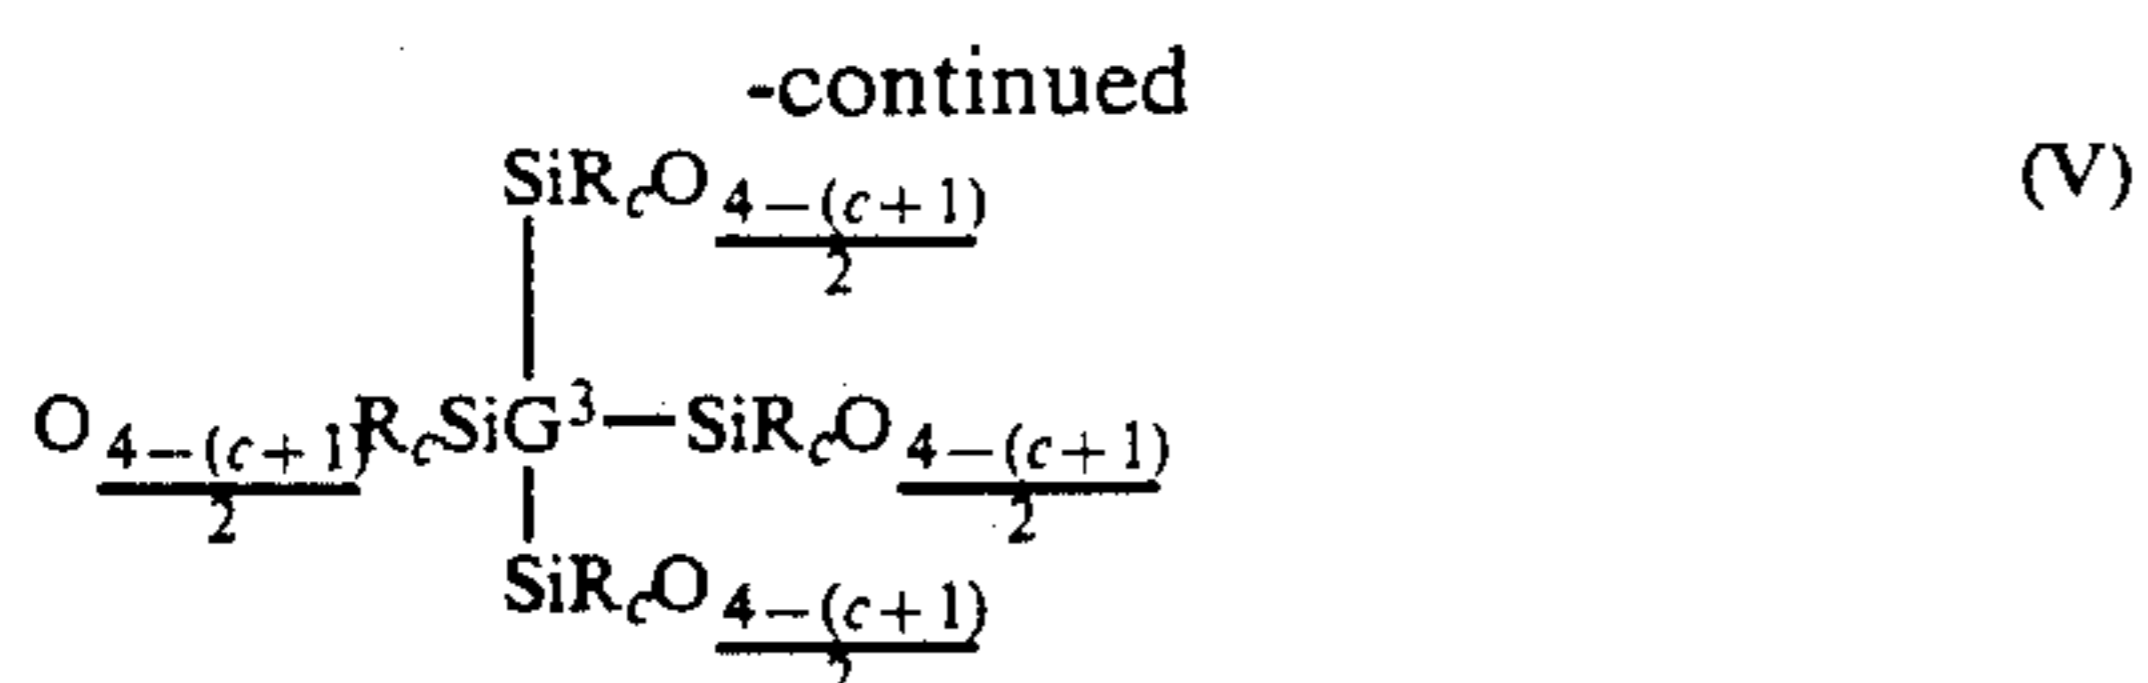 -continued
SiR_cO_{4-(c+1)/2} (V)
O_{4-(c+1)/2}R_cSiG^3—SiR_cO_{4-(c+1)/2}
SiR_cO_{4-(c+1)/2}